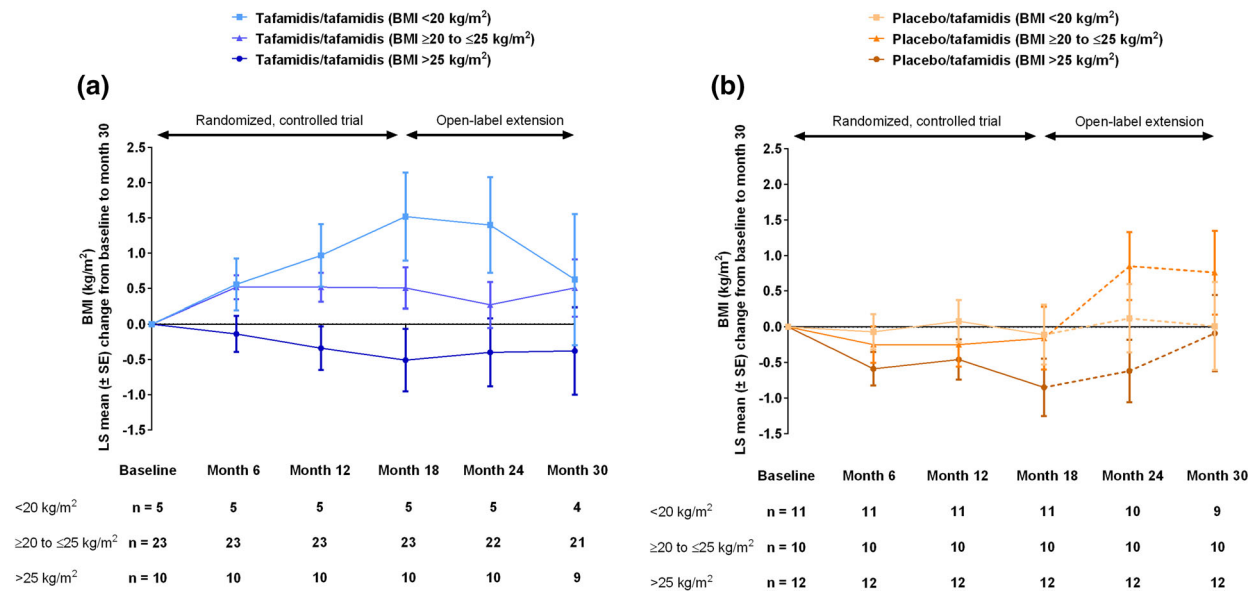 Tafamidis/tafamidis (BMI <20 kg/m²)
Tafamidis/tafamidis (BMI ≥20 to ≤25 kg/m²)
Tafamidis/tafamidis (BMI >25 kg/m²)
(a)
Randomized, controlled trial
Open-label extension
BMI (kg/m²)
LS mean (± SE) change from baseline to month 30
2.5
2.0
1.5
1.0
0.5
0.0
-0.5
-1.0
-1.5
Baseline Month 6 Month 12 Month 18 Month 24 Month 30
<20 kg/m² n = 5 5 5 5 5 4
≥20 to ≤25 kg/m² n = 23 23 23 23 22 21
>25 kg/m² n = 10 10 10 10 10 9
Placebo/tafamidis (BMI <20 kg/m²)
Placebo/tafamidis (BMI ≥20 to ≤25 kg/m²)
Placebo/tafamidis (BMI >25 kg/m²)
(b)
Randomized, controlled trial
Open-label extension
BMI (kg/m²)
LS mean (± SE) change from baseline to month 30
2.5
2.0
1.5
1.0
0.5
0.0
-0.5
-1.0
-1.5
Baseline Month 6 Month 12 Month 18 Month 24 Month 30
<20 kg/m² n = 11 11 11 11 10 9
≥20 to ≤25 kg/m² n = 10 10 10 10 10 10
>25 kg/m² n = 12 12 12 12 12 12